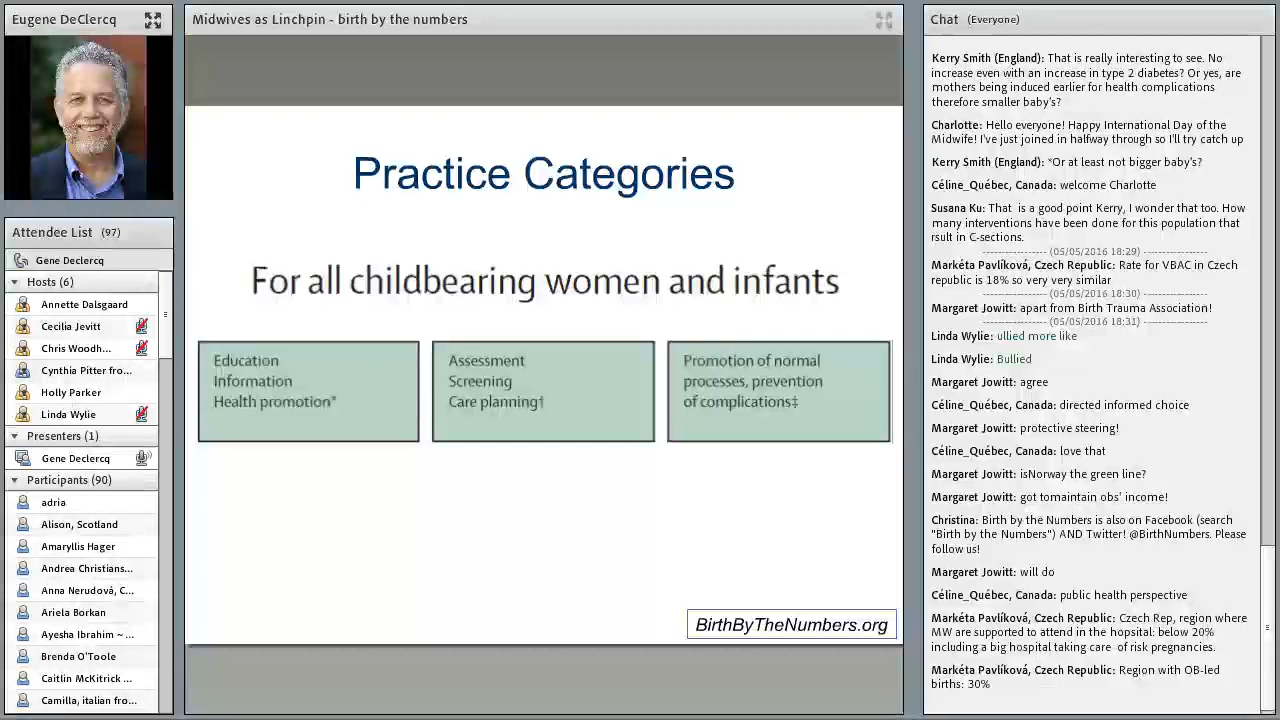 Eugene DeClercq
Attendee List (97)
Gene Declercq
Hosts (6)
Annette Dalsgaard
Cecilia Jevitt
Chris Woodh...
Cynthia Pitter fro...
Holly Parker
Linda Wylie
Presenters (1)
Gene Declercq
Participants (90)
adria
Alison, Scotland
Amaryllis Hager
Andrea Christians...
Anna Nerudová, C...
Ariela Borkan
Ayesha Ibrahim ~...
Brenda O'Toole
Caitlin McKitrick ...
Camilla, italian fro...
Midwives as Linchpin - birth by the numbers
Practice Categories
For all childbearing women and infants
Education
Information
Health promotion*
Assessment
Screening
Care planning†
Promotion of normal
processes, prevention
of complications‡
BirthByTheNumbers.org
Chat (Everyone)
Kerry Smith (England): That is really interesting to see. No
increase even with an increase in type 2 diabetes? Or yes, are
mothers being induced earlier for health complications
therefore smaller baby's?
Charlotte: Hello everyone! Happy International Day of the
Midwife! I've just joined in halfway through so I'll try catch up
Kerry Smith (England): *Or at least not bigger baby's?
Céline_Québec, Canada: welcome Charlotte
Susana Ku: That is a good point Kerry, I wonder that too. How
many interventions have been done for this population that
rsult in C-sections.
------------------ (05/05/2016 18:29) ------------------
Markéta Pavlíková, Czech Republic: Rate for VBAC in Czech
republic is 18% so very very similar
------------------ (05/05/2016 18:30) ------------------
Margaret Jowitt: apart from Birth Trauma Association!
------------------ (05/05/2016 18:31) ------------------
Linda Wylie: ullied more like
Linda Wylie: Bullied
Margaret Jowitt: agree
Céline_Québec, Canada: directed informed choice
Margaret Jowitt: protective steering!
Céline_Québec, Canada: love that
Margaret Jowitt: isNorway the green line?
Margaret Jowitt: got tomaintain obs' income!
Christina: Birth by the Numbers is also on Facebook (search
"Birth by the Numbers") AND Twitter! @BirthNumbers. Please
follow us!
Margaret Jowitt: will do
Céline_Québec, Canada: public health perspective
Markéta Pavlíková, Czech Republic: Czech Rep, region where
MW are supported to attend in the hopsital: below 20%
including a big hospital taking care of risk pregnancies.
Markéta Pavlíková, Czech Republic: Region with OB-led
births: 30%